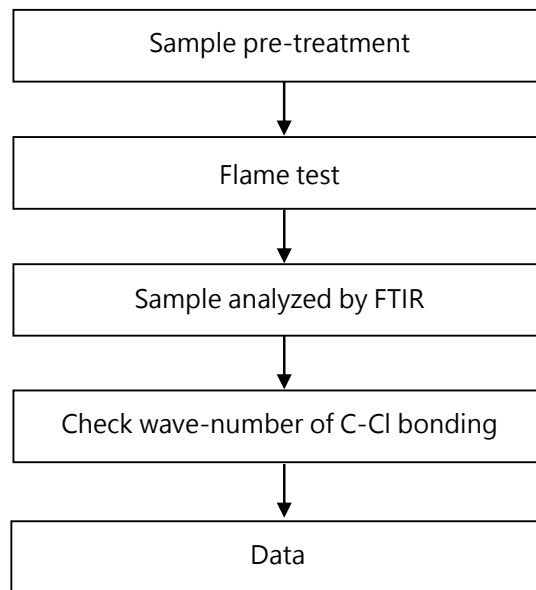 Sample pre-treatment
Flame test
Sample analyzed by FTIR
Check wave-number of C-Cl bonding
Data